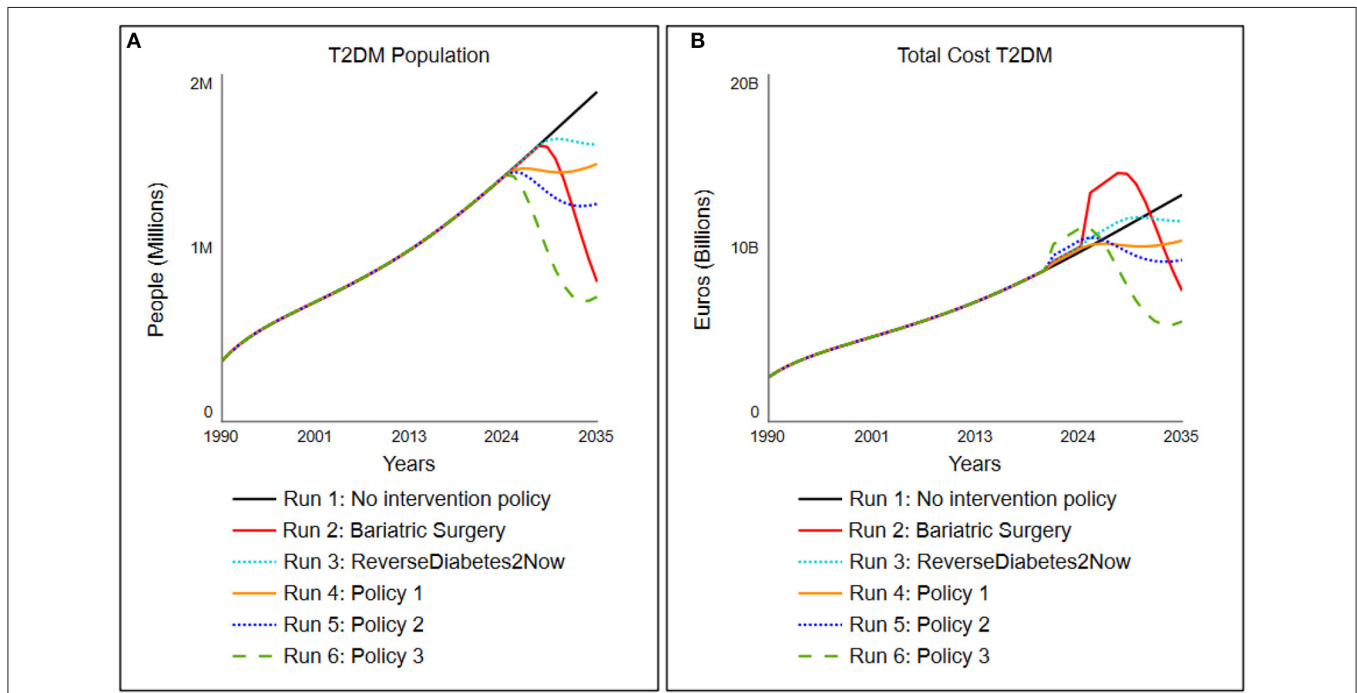 A
T2DM Population
2M
1M
0
People (Millions)
1990 2001 2013 2024 2035
Years
Run 1: No intervention policy
Run 2: Bariatric Surgery
Run 3: ReverseDiabetes2Now
Run 4: Policy 1
Run 5: Policy 2
Run 6: Policy 3
B
Total Cost T2DM
20B
10B
0
Euros (Billions)
1990 2001 2013 2024 2035
Years
Run 1: No intervention policy
Run 2: Bariatric Surgery
Run 3: ReverseDiabetes2Now
Run 4: Policy 1
Run 5: Policy 2
Run 6: Policy 3